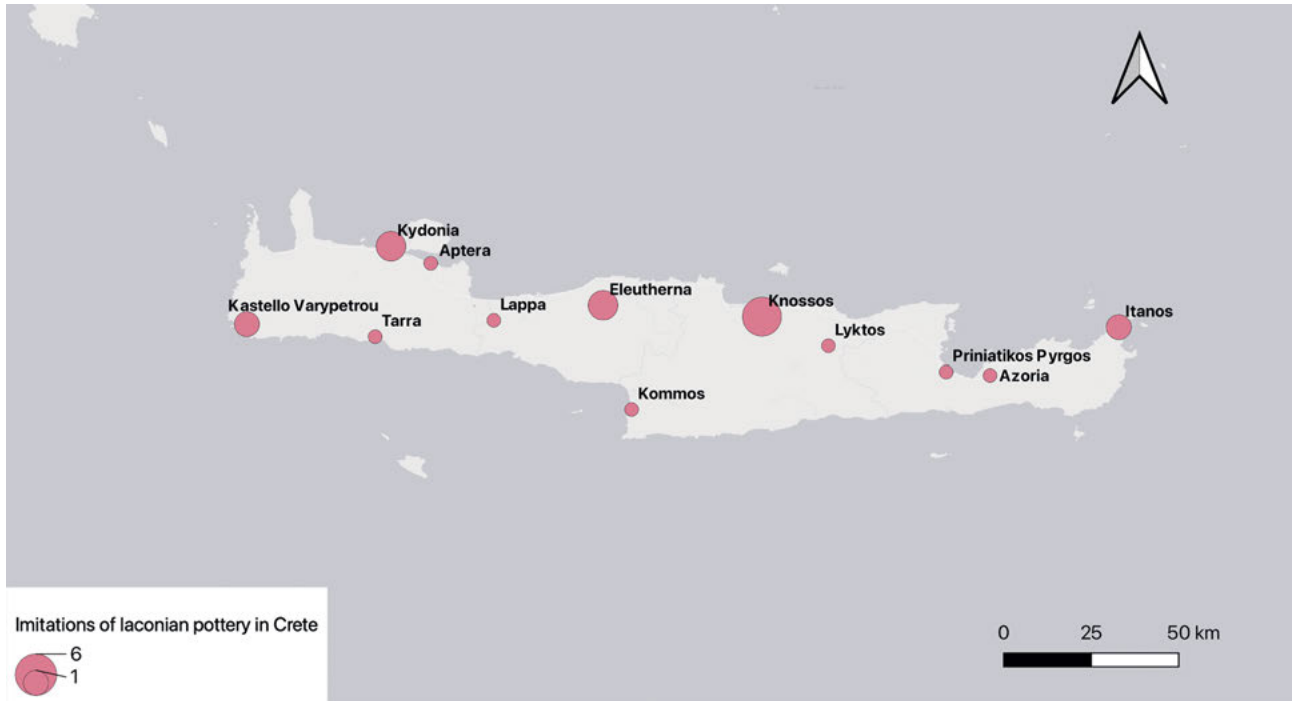 Kydonia
Aptera
Kastello Varypetrou
Tarra
Lappa
Eleutherna
Knossos
Lyktos
Kommos
Priniatikos Pyrgos
Azoria
Itanos
Imitations of laconian pottery in Crete
6
1
0 25 50 km